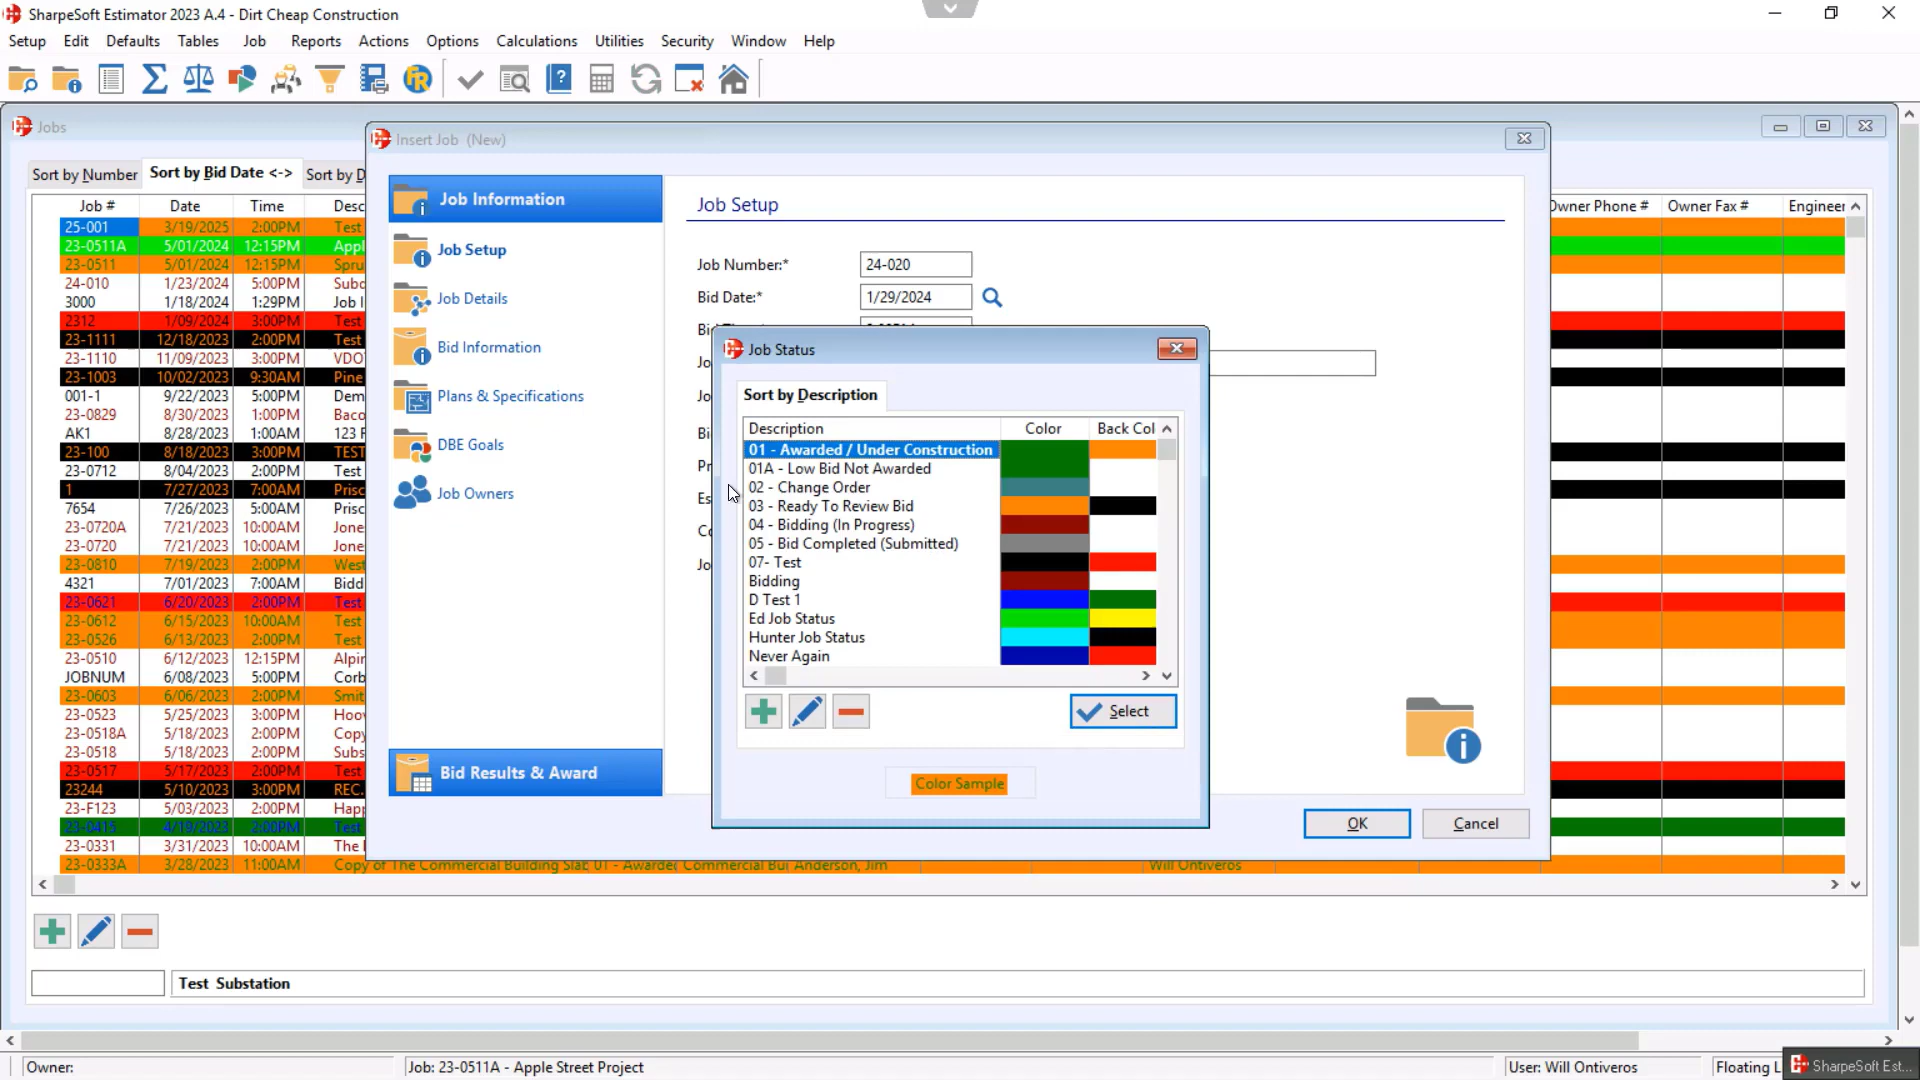 SharpeSoft Estimator 2023 A.4 - Dirt Cheap Construction
Setup Edit Defaults Tables Job Reports Actions Options Calculations Utilities Security Window Help
Jobs
Insert Job (New)
Sort by Number Sort by Bid Date <-> Sort by D
Job # Date Time Desc
25-001 3/19/2025 2:00PM Test
23-0511A 5/01/2024 12:15PM Appl
23-0511 5/01/2024 12:15PM Spru
24-010 1/23/2024 5:00PM Subd
3000 1/18/2024 1:29PM Job I
2312 1/09/2024 3:00PM Test
23-1111 12/18/2023 2:00PM Test
23-1110 11/09/2023 3:00PM VDO
23-1003 10/02/2023 9:30AM Pine
001-1 9/22/2023 5:00PM Dem
23-0829 8/30/2023 1:00PM Baco
AK1 8/28/2023 1:00AM 123 F
23-100 8/18/2023 3:00PM TEST
23-0712 8/04/2023 2:00PM Test
1 7/27/2023 7:00AM Prisc
7654 7/26/2023 5:00AM Prisc
23-0720A 7/21/2023 10:00AM Jone
23-0720 7/21/2023 10:00AM Jone
23-0810 7/19/2023 2:00PM West
4321 7/01/2023 7:00AM Bidd
23-0621 6/20/2023 2:00PM Test
23-0612 6/15/2023 10:00AM Test
23-0526 6/13/2023 2:00PM Test
23-0510 6/12/2023 12:15PM Alpin
JOBNUM 6/08/2023 5:00PM Corb
23-0603 6/06/2023 2:00PM Smit
23-0523 5/25/2023 3:00PM Hoov
23-0518A 5/18/2023 2:00PM Copy
23-0518 5/18/2023 2:00PM Subs
23-0517 5/17/2023 2:00PM Test
23244 5/10/2023 3:00PM REC.
23-F123 5/03/2023 2:00PM Happ
23-0415 4/19/2023 2:00PM Test
23-0331 3/31/2023 10:00AM The
23-0333A 3/28/2023 11:00AM Copy of The Commercial Building Slab 01 - Awarded Commercial Bui Anderson, Jim Will Ontiveros
Owner Phone # Owner Fax # Engineer
Job Information
Job Setup
Job Details
Bid Information
Plans & Specifications
DBE Goals
Job Owners
Bid Results & Award
Job Setup
Job Number:* 24-020
Bid Date:* 1/29/2024
Jo
Jo
Bi
Pr
Es
Co
Jo
Job Status
Sort by Description
Description Color Back Col
01 - Awarded / Under Construction
01A - Low Bid Not Awarded
02 - Change Order
03 - Ready To Review Bid
04 - Bidding (In Progress)
05 - Bid Completed (Submitted)
07- Test
Bidding
D Test 1
Ed Job Status
Hunter Job Status
Never Again
Select
Color Sample
OK Cancel
Test Substation
Owner: Job: 23-0511A - Apple Street Project User: Will Ontiveros Floating L SharpeSoft Est...